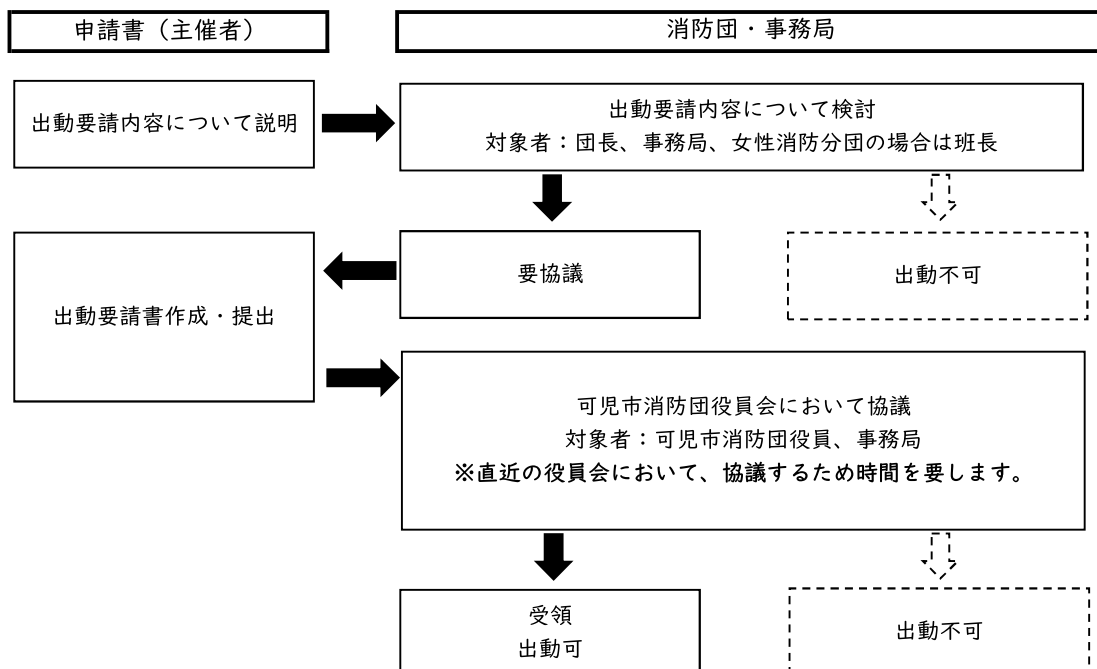 申請書（主催者）
消防団・事務局
出動要請内容について説明
出動要請内容について検討
対象者：団長、事務局、女性消防分団の場合は班長
要協議
出動不可
出動要請書作成・提出
可児市消防団役員会において協議
対象者：可児市消防団役員、事務局
※直近の役員会において、協議するため時間を要します。
受領
出動可
出動不可